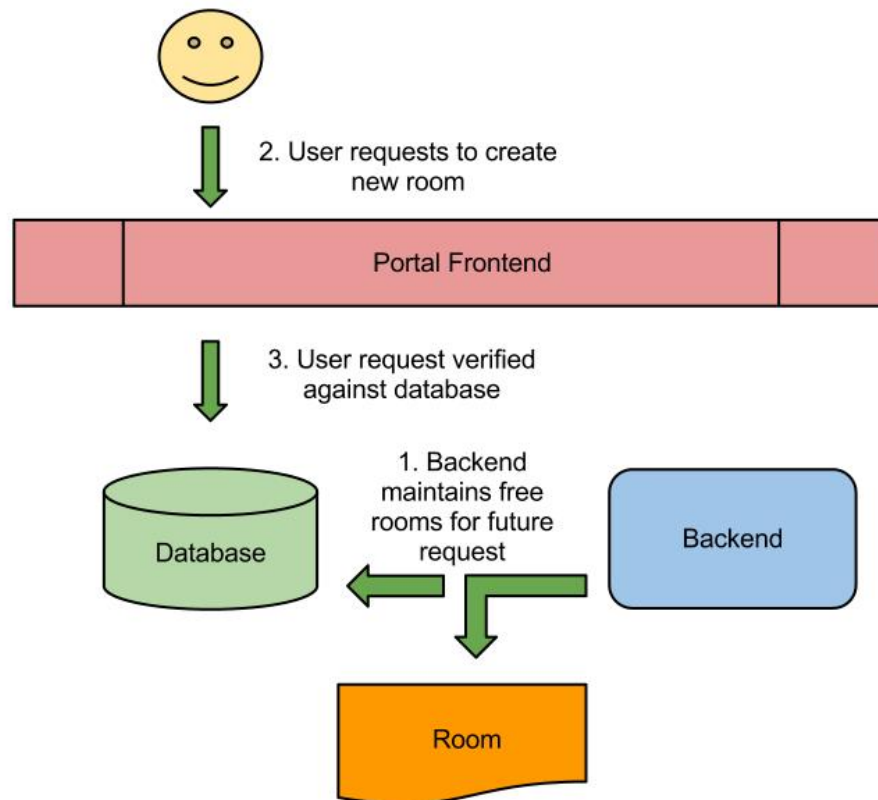 2. User requests to create
new room
Portal Frontend
3. User request verified
against database
1. Backend
maintains free
rooms for future
request
Database
Backend
Room